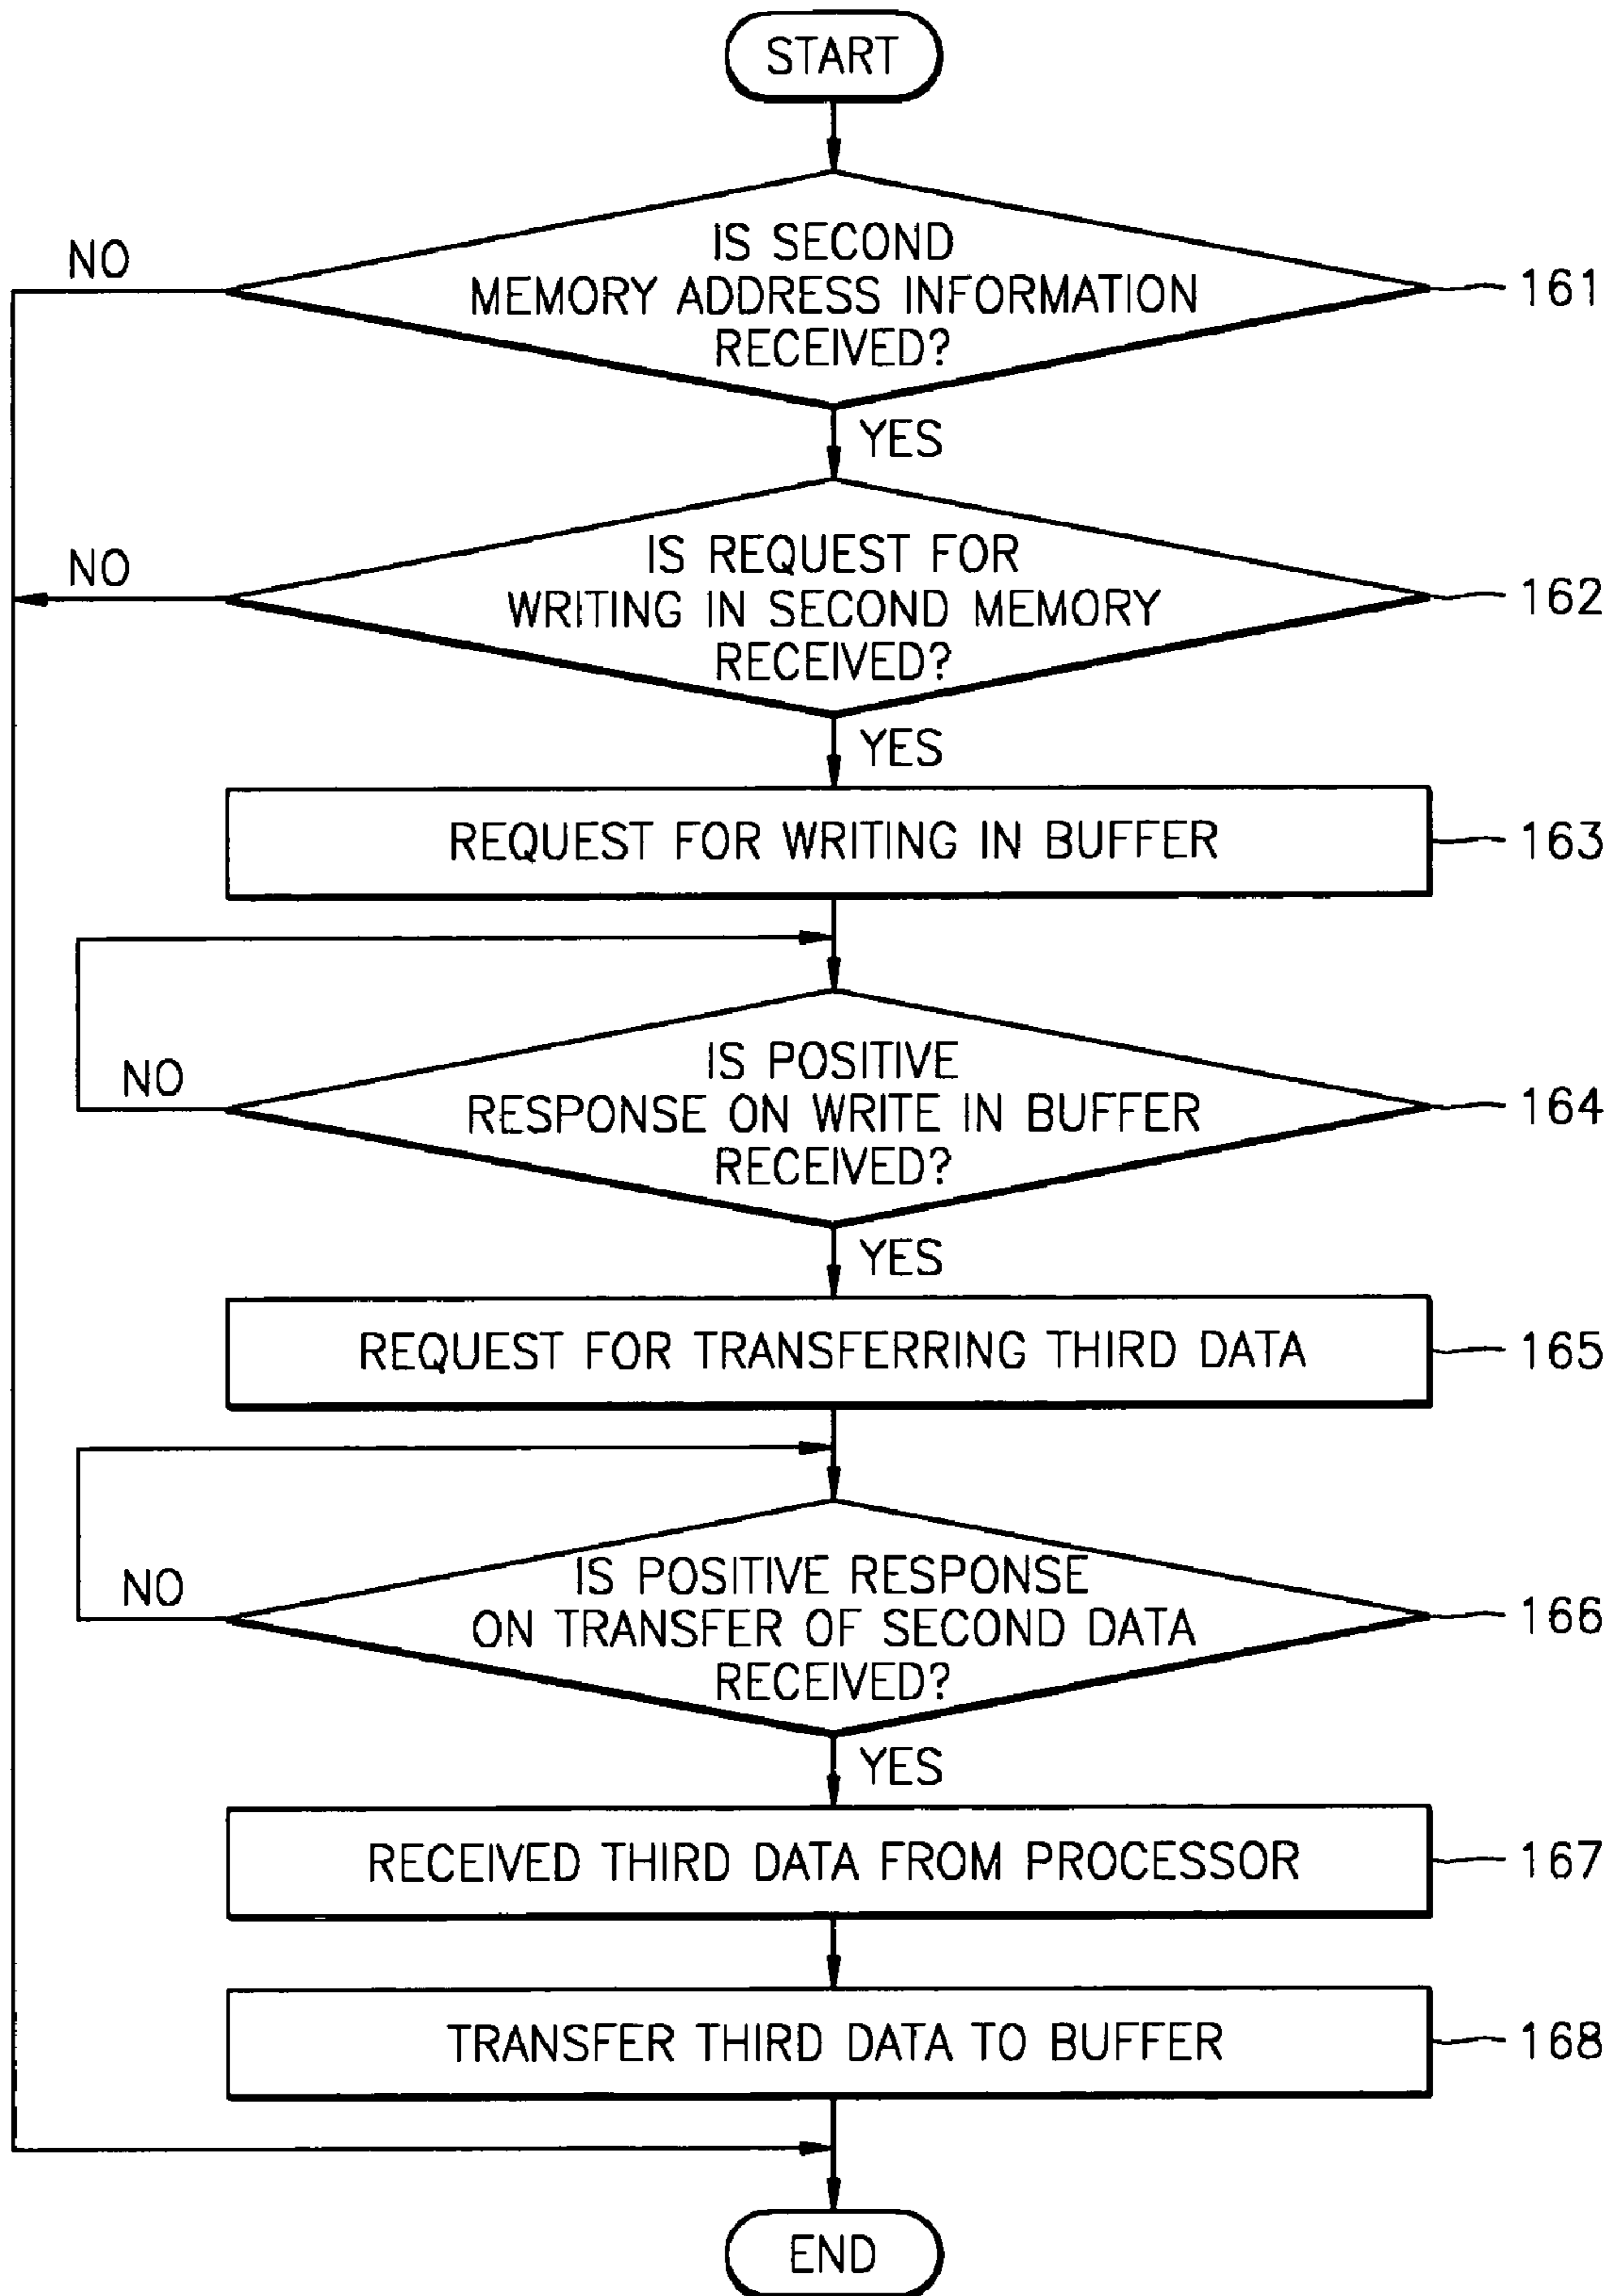 START
IS SECOND
MEMORY ADDRESS INFORMATION
RECEIVED?
NO
161
YES
IS REQUEST FOR
WRITING IN SECOND MEMORY
RECEIVED?
NO
162
YES
REQUEST FOR WRITING IN BUFFER
163
IS POSITIVE
RESPONSE ON WRITE IN BUFFER
RECEIVED?
NO
164
YES
REQUEST FOR TRANSFERRING THIRD DATA
165
IS POSITIVE RESPONSE
ON TRANSFER OF SECOND DATA
RECEIVED?
NO
166
YES
RECEIVED THIRD DATA FROM PROCESSOR
167
TRANSFER THIRD DATA TO BUFFER
168
END